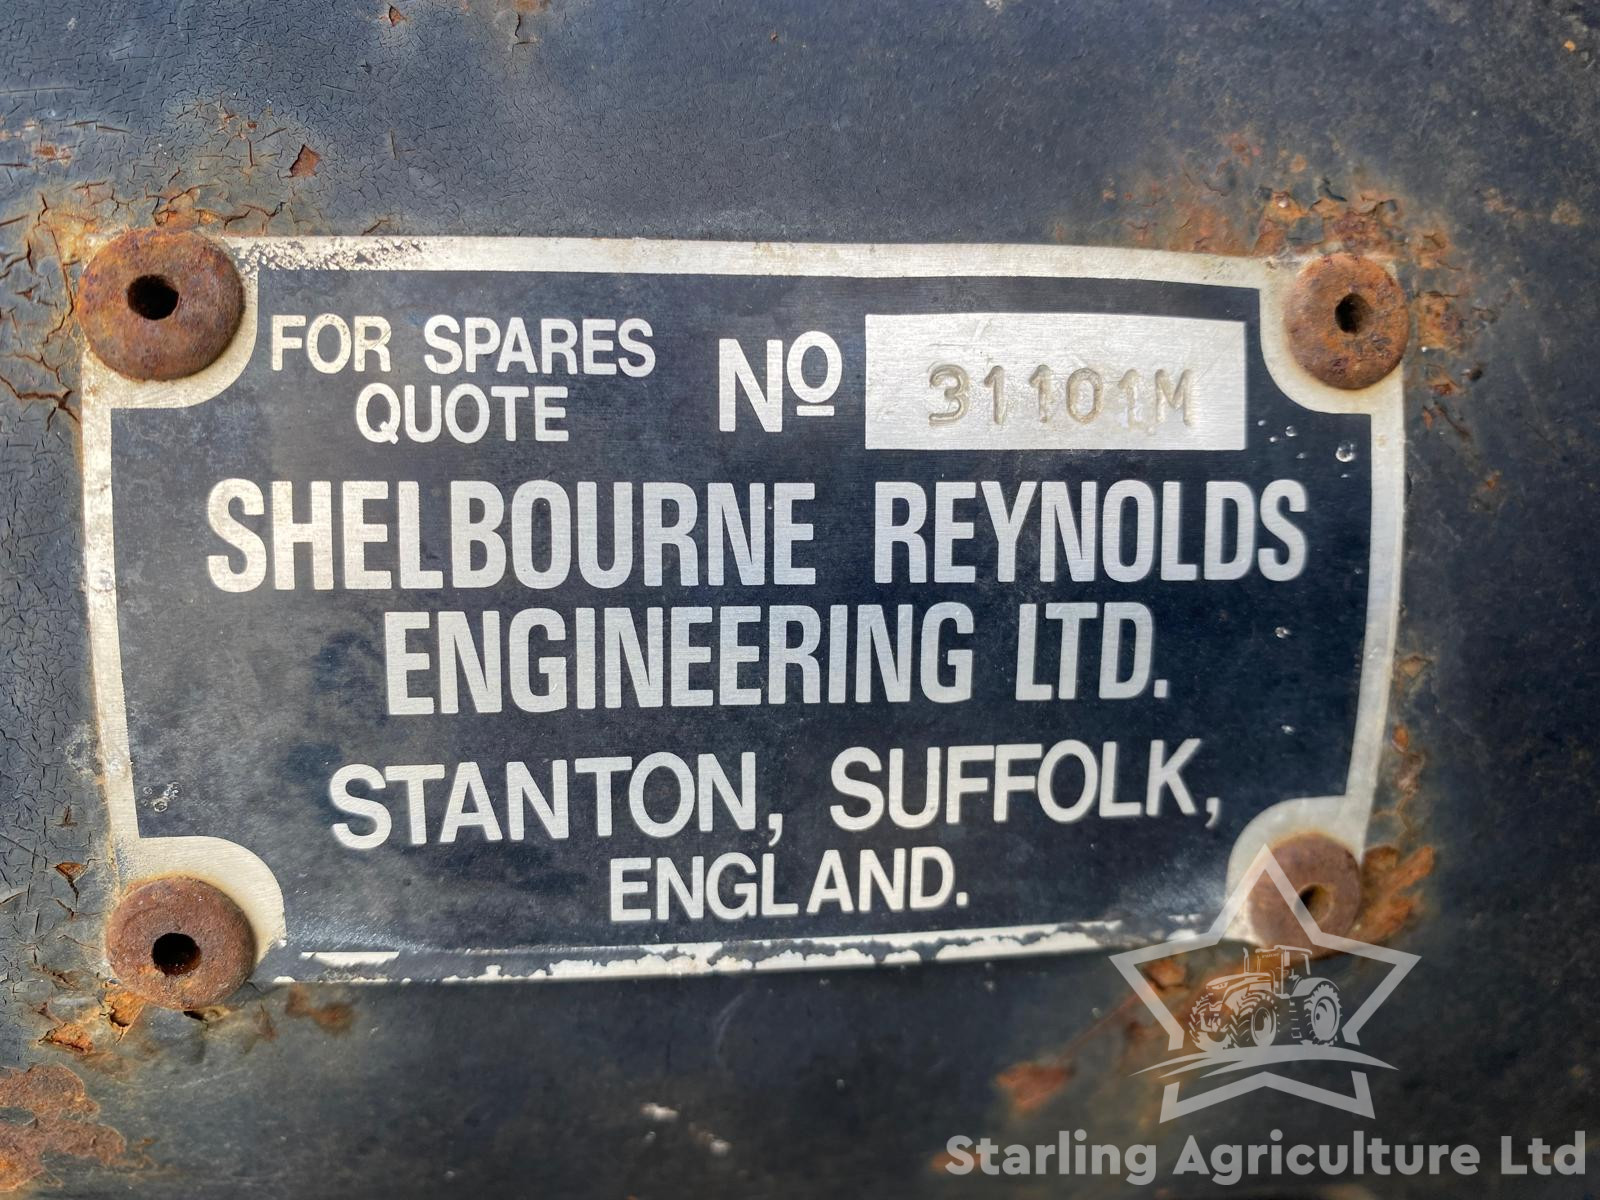 FOR SPARES
QUOTE
Nº 31101M
SHELBOURNE REYNOLDS
ENGINEERING LTD.
STANTON, SUFFOLK,
ENGLAND.
Starling Agriculture Ltd